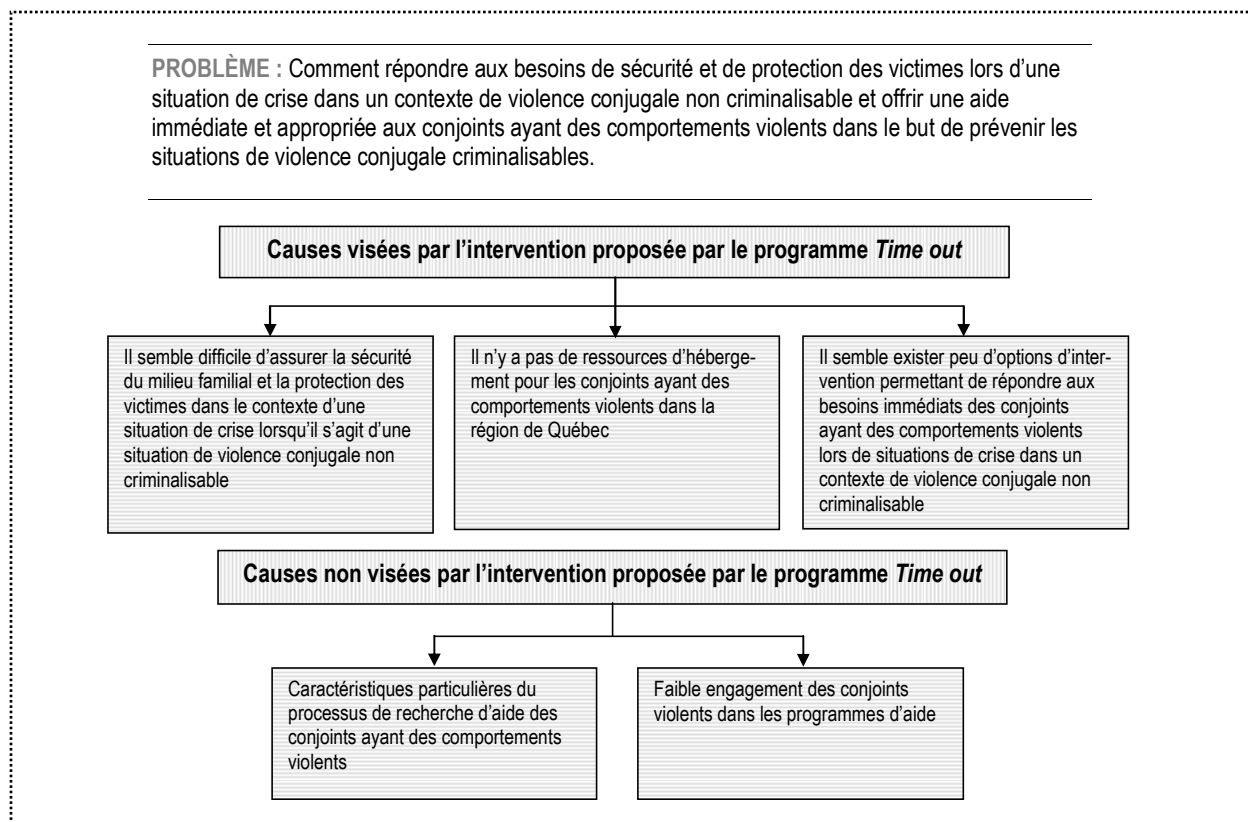 PROBLÈME : Comment répondre aux besoins de sécurité et de protection des victimes lors d’une
situation de crise dans un contexte de violence conjugale non criminalisable et offrir une aide
immédiate et appropriée aux conjoints ayant des comportements violents dans le but de prévenir les
situations de violence conjugale criminalisables.
Causes visées par l’intervention proposée par le programme Time out
Il semble difficile d’assurer la sécurité
du milieu familial et la protection des
victimes dans le contexte d’une
situation de crise lorsqu’il s’agit d’une
situation de violence conjugale non
criminalisable
Il n’y a pas de ressources d’héberge-
ment pour les conjoints ayant des
comportements violents dans la
région de Québec
Il semble exister peu d’options d’inter-
vention permettant de répondre aux
besoins immédiats des conjoints
ayant des comportements violents
lors de situations de crise dans un
contexte de violence conjugale non
criminalisable
Causes non visées par l’intervention proposée par le programme Time out
Caractéristiques particulières du
processus de recherche d’aide des
conjoints ayant des comportements
violents
Faible engagement des conjoints
violents dans les programmes d’aide